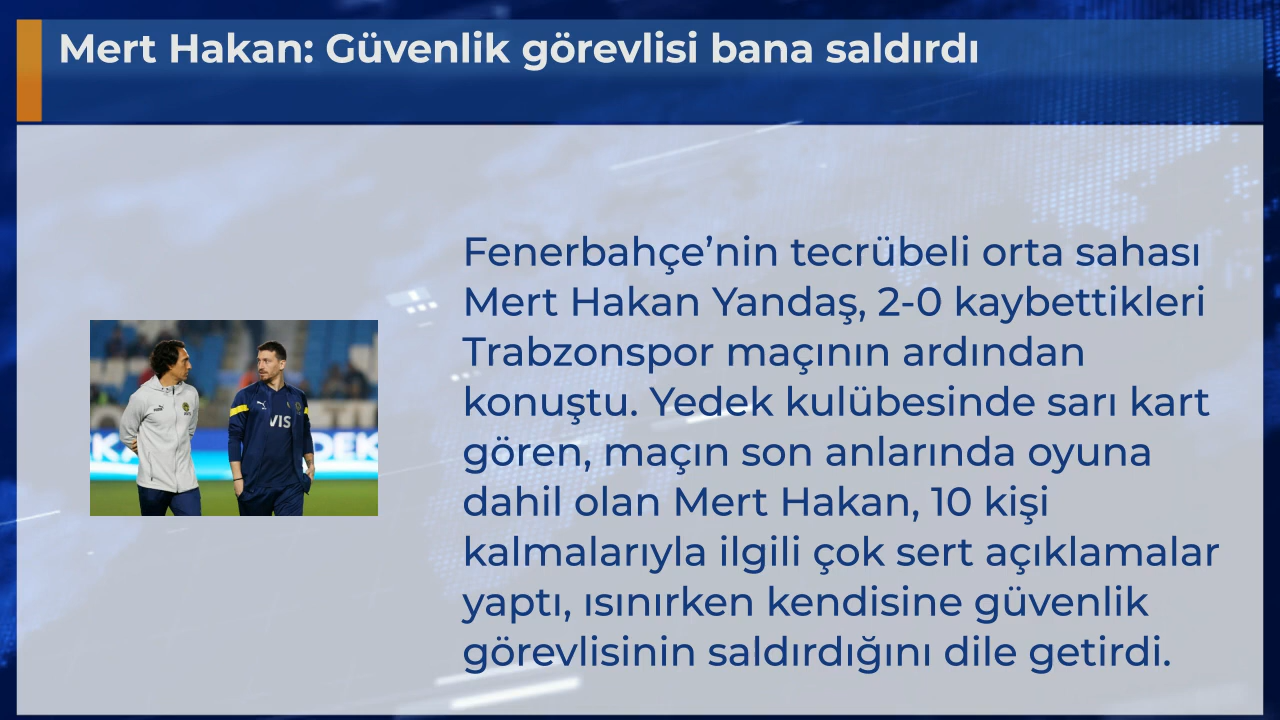 Mert Hakan: Güvenlik görevlisi bana saldırdı
Fenerbahçe’nin tecrübeli orta sahası
Mert Hakan Yandaş, 2-0 kaybettikleri
Trabzonspor maçının ardından
konuştu. Yedek kulübesinde sarı kart
gören, maçın son anlarında oyuna
dahil olan Mert Hakan, 10 kişi
kalmalarıyla ilgili çok sert açıklamalar
yaptı, ısınırken kendisine güvenlik
görevlisinin saldırdığını dile getirdi.
VIS